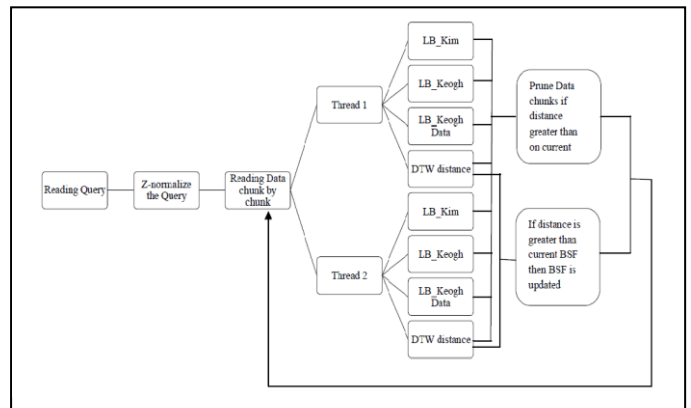 Reading Query
Z-normalize
the Query
Reading Data
chunk by
chunk
Thread 1
LB_Kim
LB_Keogh
LB_Keogh
Data
DTW distance
Thread 2
LB_Kim
LB_Keogh
LB_Keogh
Data
DTW distance
Prune Data
chunks if
distance
greater than
on current
If distance is
greater than
current BSF
then BSF is
updated